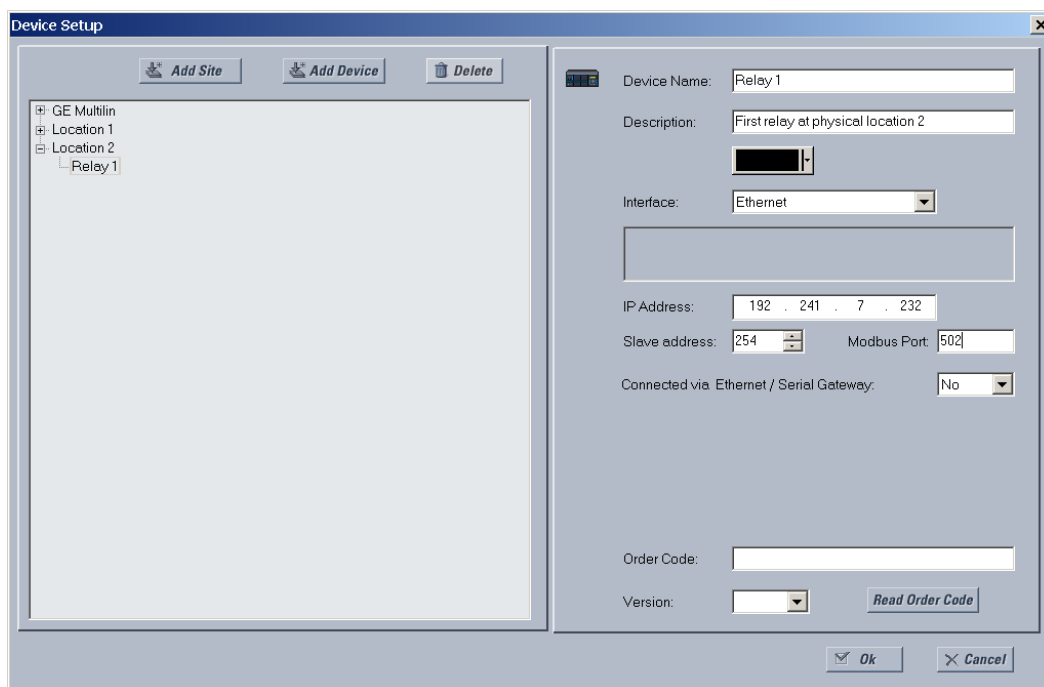 Device Setup
Add Site
Add Device
Delete
GE Multilin
Location 1
Location 2
Relay 1
Device Name: Relay 1
Description: First relay at physical location 2
Interface: Ethernet
IP Address: 192 . 241 . 7 . 232
Slave address: 254 Modbus Port: 502
Connected via Ethernet / Serial Gateway: No
Order Code:
Version:
Read Order Code
Ok
Cancel